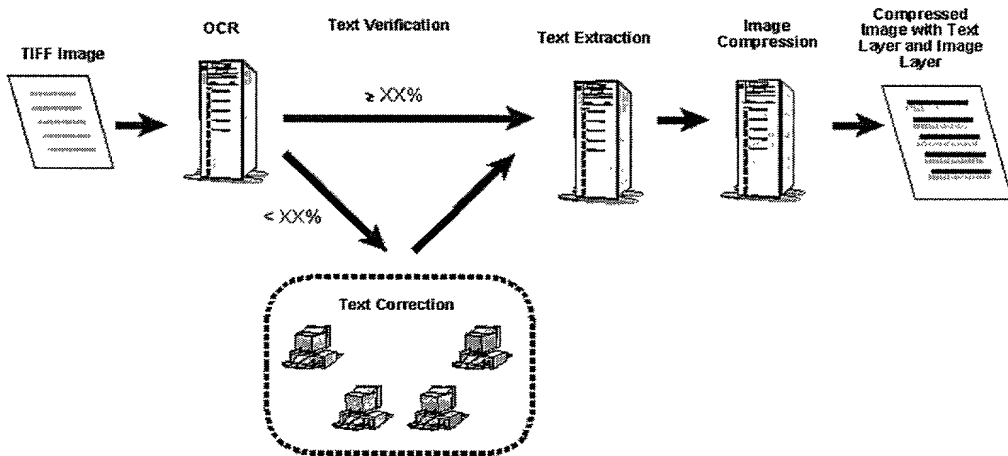 TIFF Image
OCR
Text Verification
Text Extraction
Image
Compression
Compressed
Image with Text
Layer and Image
Layer
≥ XX%
< XX%
Text Correction